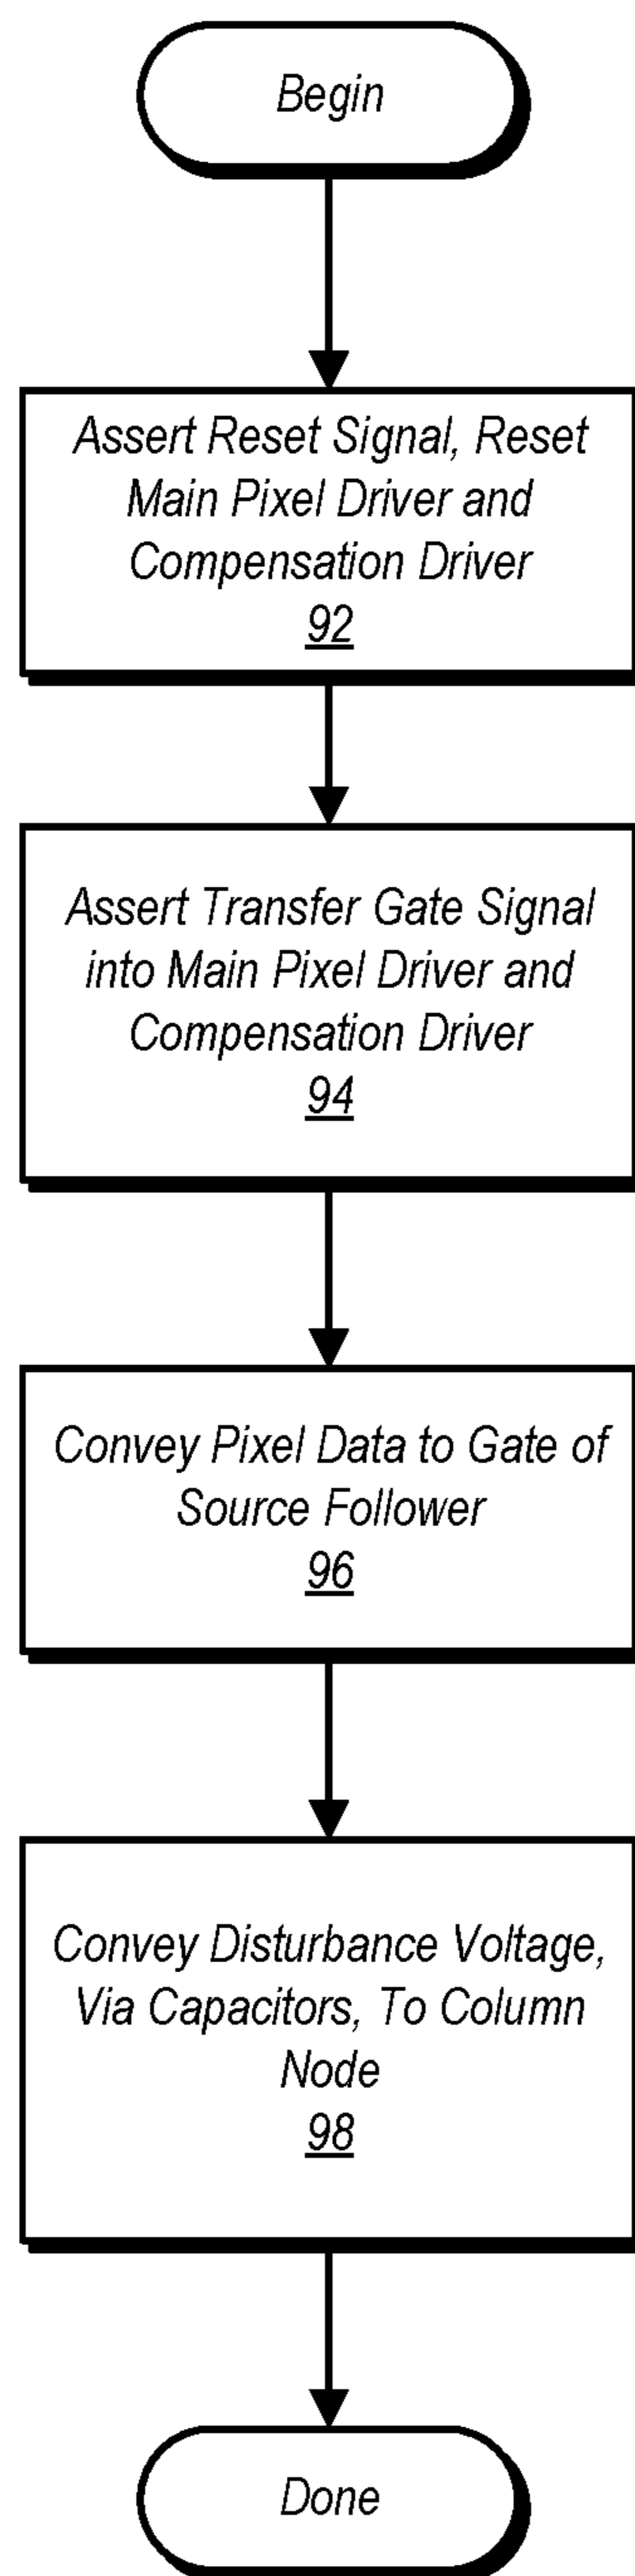 Begin
Assert Reset Signal, Reset
Main Pixel Driver and
Compensation Driver
92
Assert Transfer Gate Signal
into Main Pixel Driver and
Compensation Driver
94
Convey Pixel Data to Gate of
Source Follower
96
Convey Disturbance Voltage,
Via Capacitors, To Column
Node
98
Done